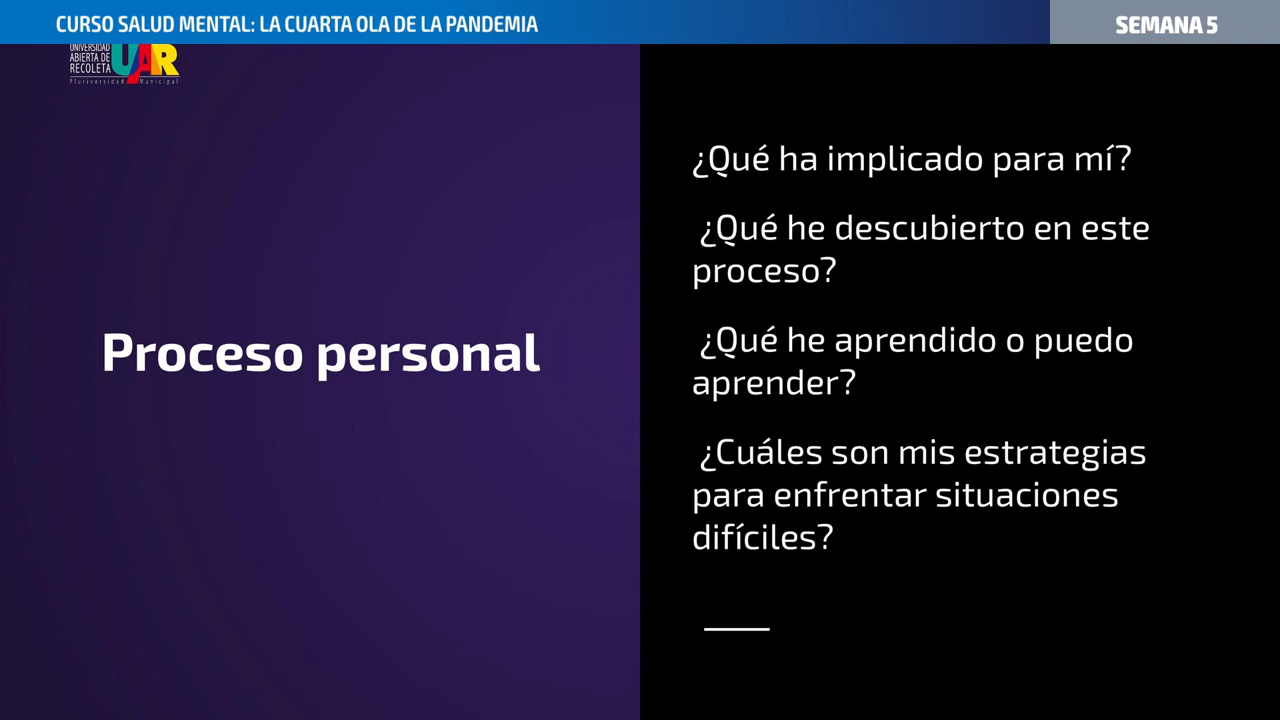 CURSO SALUD MENTAL: LA CUARTA OLA DE LA PANDEMIA
SEMANA 5
UNIVERSIDAD
ABIERTA DE
RECOLETA
UAR
Pluriversidad Municipal
Proceso personal
¿Qué ha implicado para mí?
¿Qué he descubierto en este
proceso?
¿Qué he aprendido o puedo
aprender?
¿Cuáles son mis estrategias
para enfrentar situaciones
difíciles?